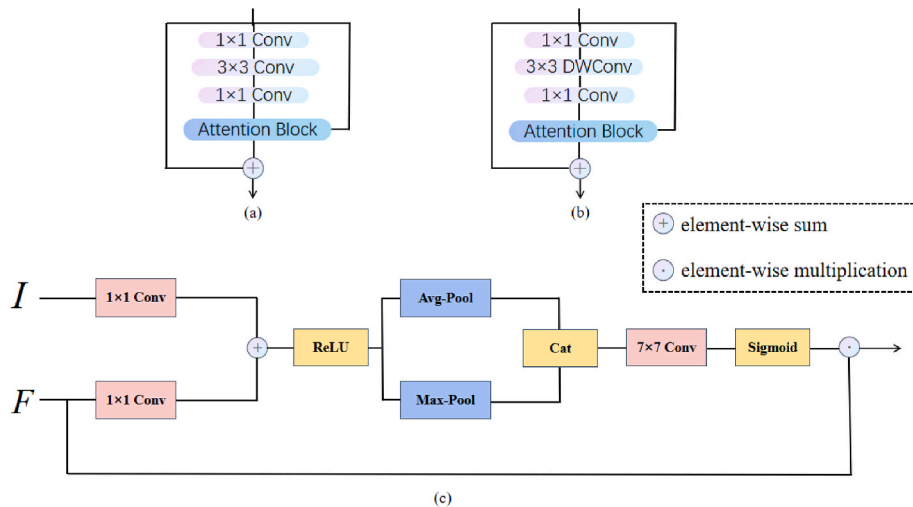 1×1 Conv
3×3 Conv
1×1 Conv
Attention Block
+
(a)
1×1 Conv
3×3 DWConv
1×1 Conv
Attention Block
+
(b)
+ element-wise sum
· element-wise multiplication
I
1×1 Conv
F
1×1 Conv
+
ReLU
Avg-Pool
Max-Pool
Cat
7×7 Conv
Sigmoid
·
(c)